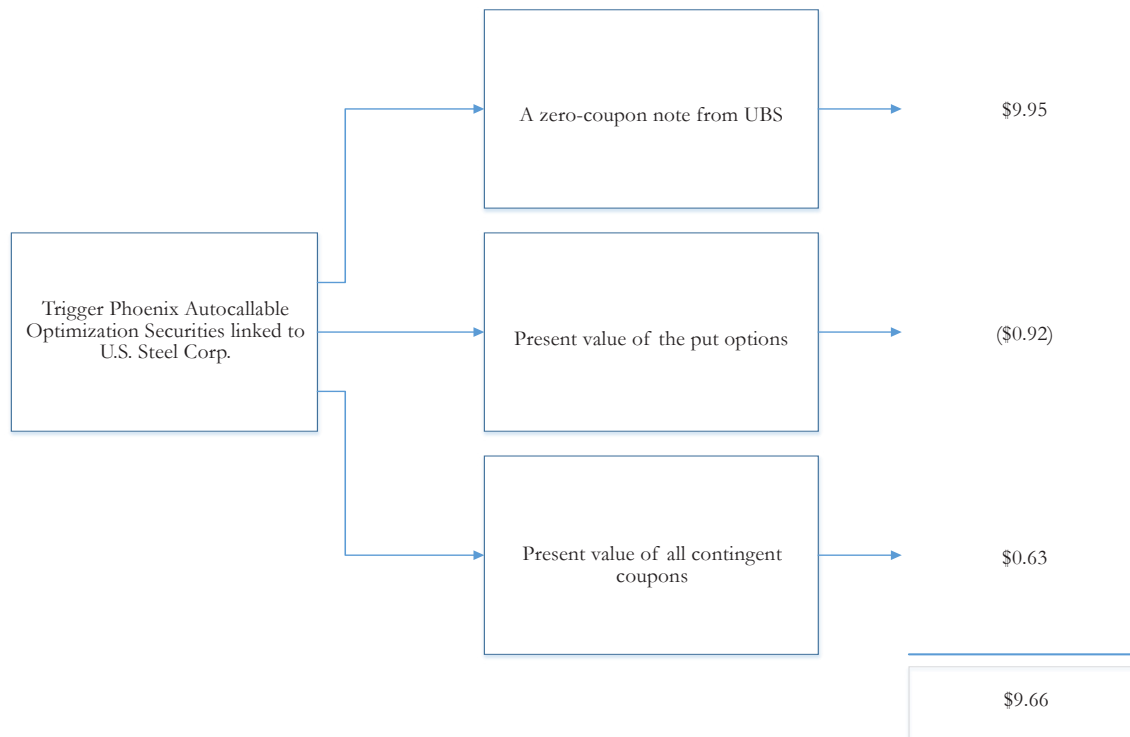 A zero-coupon note from UBS
$9.95
Trigger Phoenix Autocallable
Optimization Securities linked to
U.S. Steel Corp.
Present value of the put options
($0.92)
Present value of all contingent
coupons
$0.63
$9.66